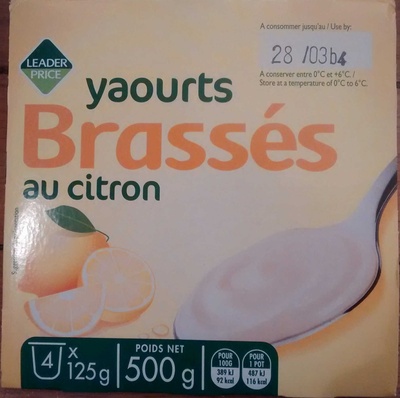 A consommer jusqu'au / Use by:
28 /03b4
LEADER
PRICE
A conserver entre 0°C et +6°C. /
Store at a temperature of 0°C to 6°C.
yaourts
Brassés
au citron
4 x
125g
POIDS NET
500 g
POUR
100G
389 kJ
92 kcal
POUR
1 POT
487 kJ
116 kcal